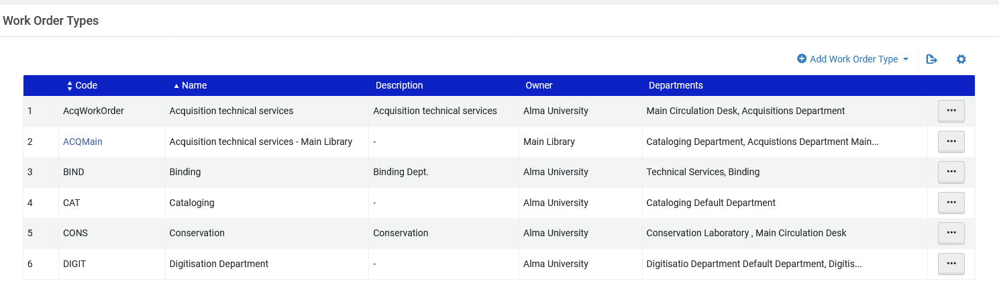 Work Order Types
Add Work Order Type
Code Name Description Owner Departments
1 AcqWorkOrder Acquisition technical services Acquisition technical services Alma University Main Circulation Desk, Acquisitions Department
2 ACQMain Acquisition technical services - Main Library - Main Library Cataloging Department, Acquistions Department Main...
3 BIND Binding Binding Dept. Alma University Technical Services, Binding
4 CAT Cataloging - Alma University Cataloging Default Department
5 CONS Conservation Conservation Alma University Conservation Laboratory , Main Circulation Desk
6 DIGIT Digitisation Department - Alma University Digitisatio Department Default Department, Digitis...